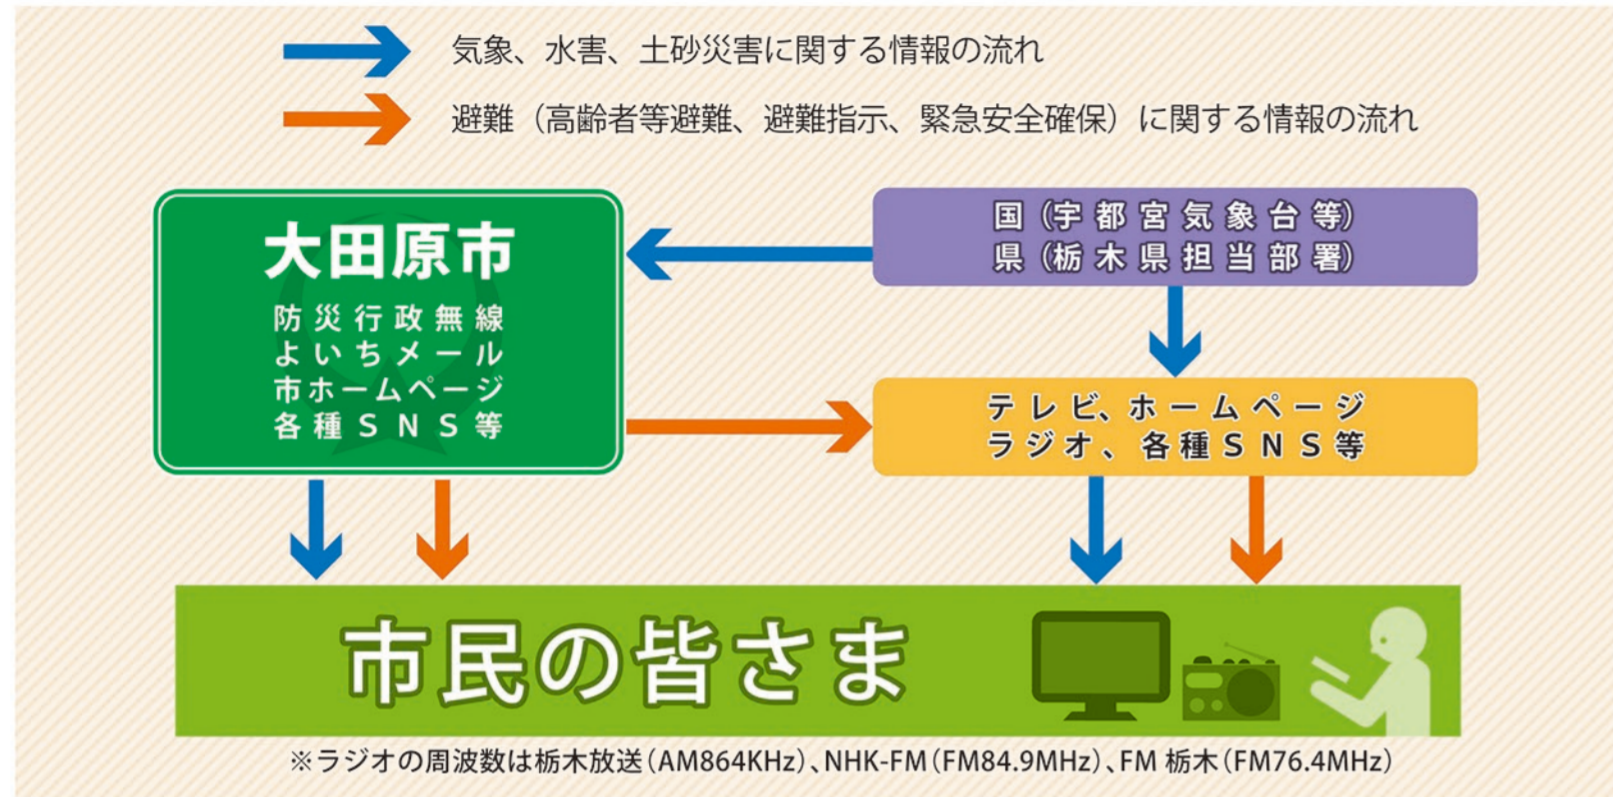 気象、水害、土砂災害に関する情報の流れ
避難（高齢者等避難、避難指示、緊急安全確保）に関する情報の流れ
大田原市
防災行政無線
よいちメール
市ホームページ
各種ＳＮＳ等
国（宇都宮気象台等）
県（栃木県担当部署）
テレビ、ホームページ
ラジオ、各種ＳＮＳ等
市民の皆さま
※ラジオの周波数は栃木放送（AM864KHz）、NHK-FM（FM84.9MHz）、FM 栃木（FM76.4MHz）